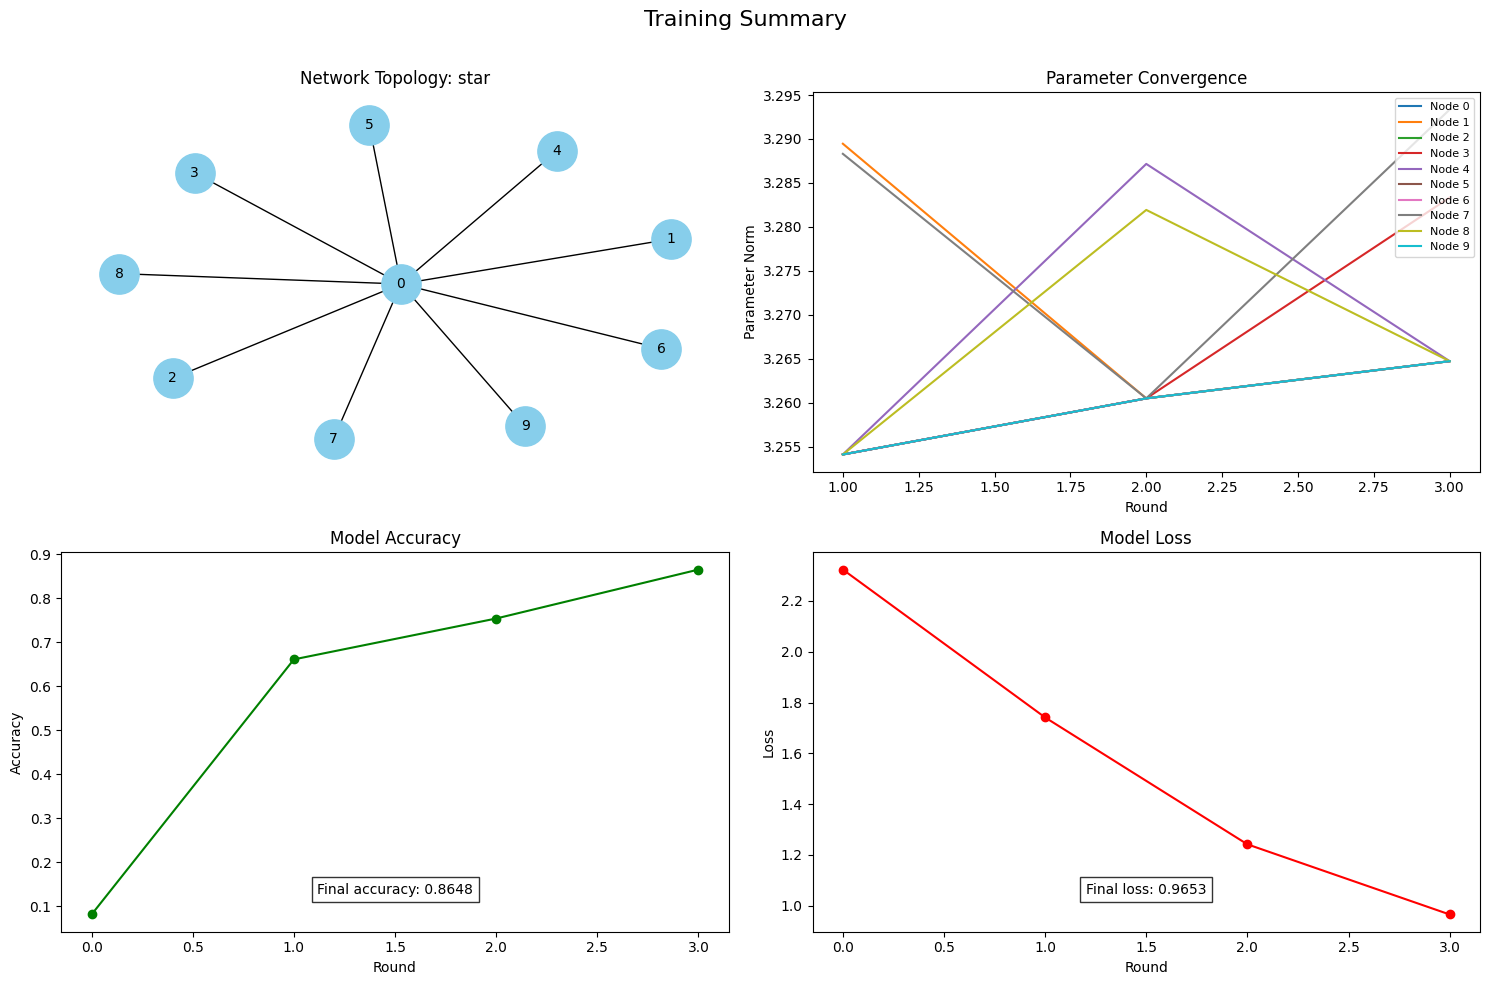 Training Summary
Network Topology: star
5
4
3
1
8
0
6
2
9
7
Parameter Convergence
Parameter Norm
3.295
3.290
3.285
3.280
3.275
3.270
3.265
3.260
3.255
Node 0
Node 1
Node 2
Node 3
Node 4
Node 5
Node 6
Node 7
Node 8
Node 9
1.00 1.25 1.50 1.75 2.00 2.25 2.50 2.75 3.00
Round
Model Accuracy
Accuracy
0.9
0.8
0.7
0.6
0.5
0.4
0.3
0.2
0.1
Final accuracy: 0.8648
0.0 0.5 1.0 1.5 2.0 2.5 3.0
Round
Model Loss
Loss
2.2
2.0
1.8
1.6
1.4
1.2
1.0
Final loss: 0.9653
0.0 0.5 1.0 1.5 2.0 2.5 3.0
Round